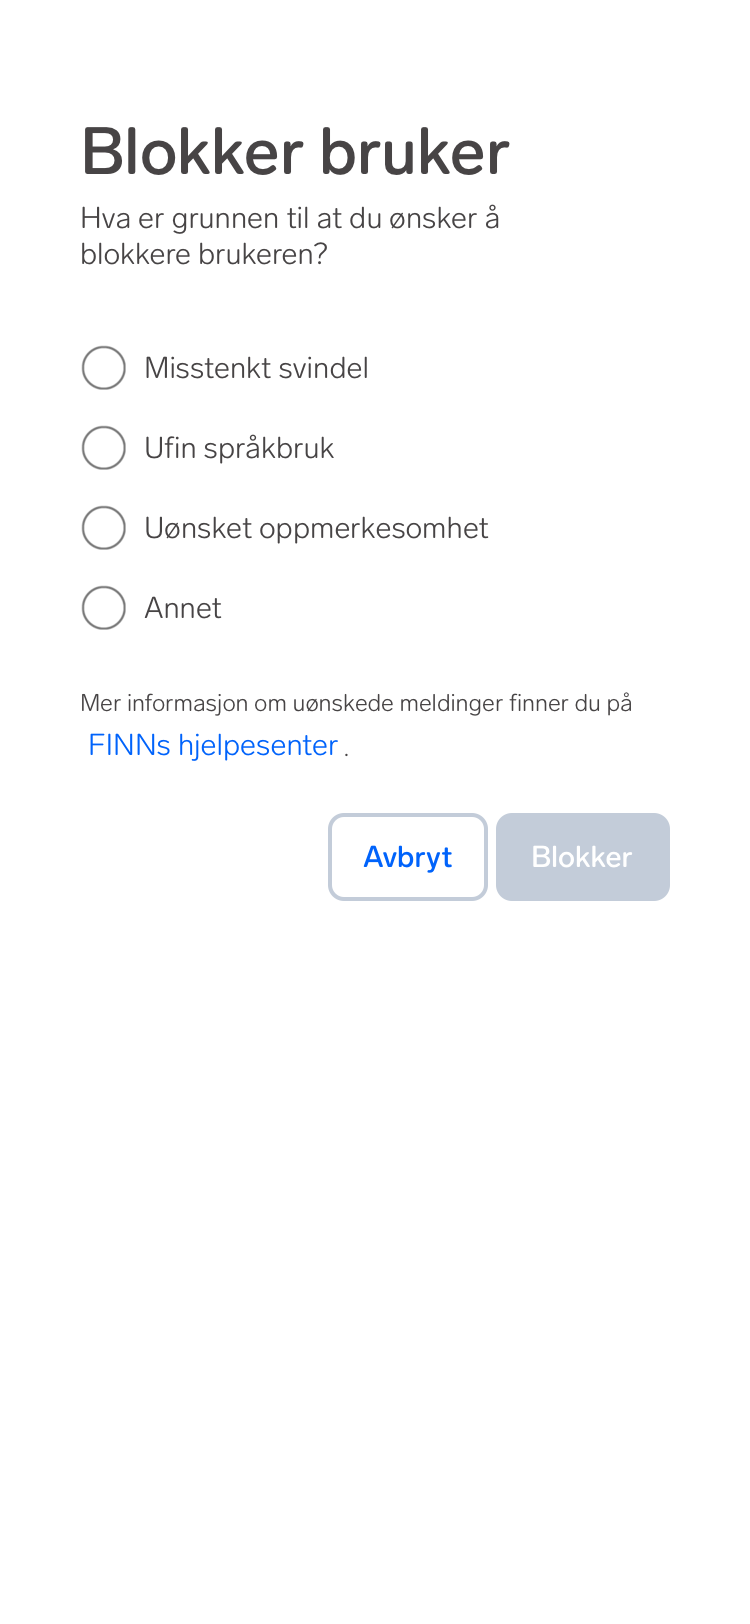 Blokker bruker
Hva er grunnen til at du ønsker å
blokkere brukeren?
Misstenkt svindel
Ufin språkbruk
Uønsket oppmerkesomhet
Annet
Mer informasjon om uønskede meldinger finner du på
FINNs hjelpesenter .
Avbryt
Blokker